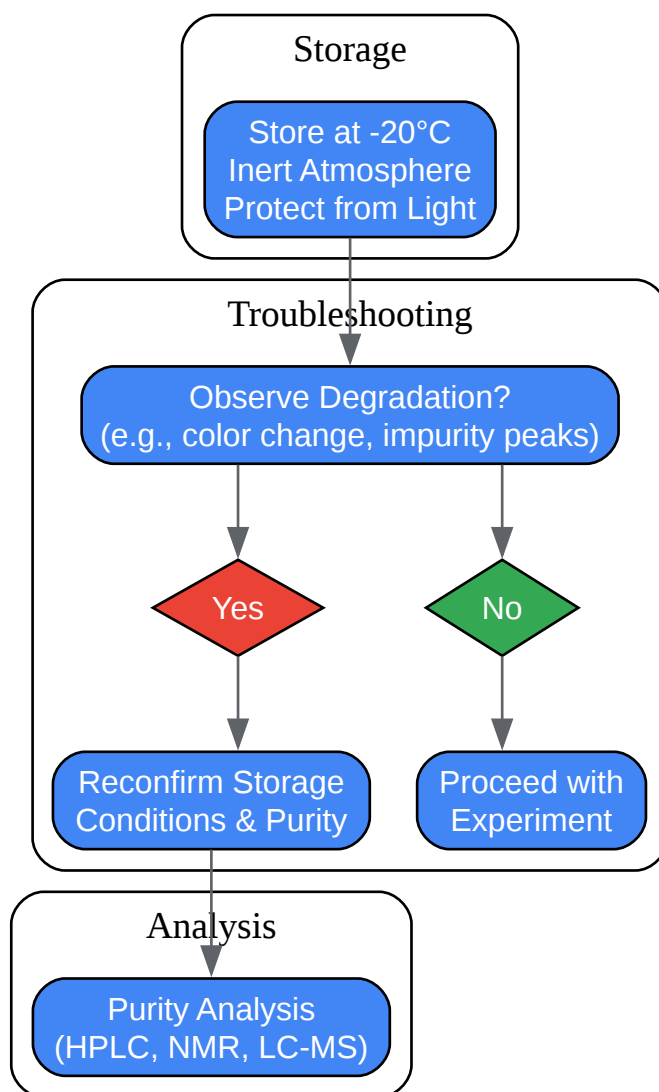 Storage
Store at -20°C
Inert Atmosphere
Protect from Light
Troubleshooting
Observe Degradation?
(e.g., color change, impurity peaks)
Yes
No
Reconfirm Storage
Conditions & Purity
Proceed with
Experiment
Analysis
Purity Analysis
(HPLC, NMR, LC-MS)